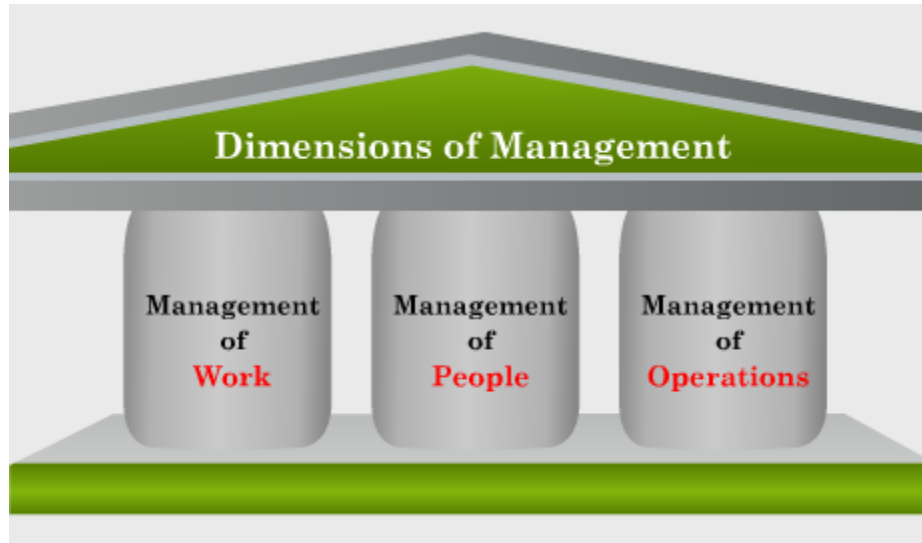 Dimensions of Management
Management
of
Work
Management
of
People
Management
of
Operations